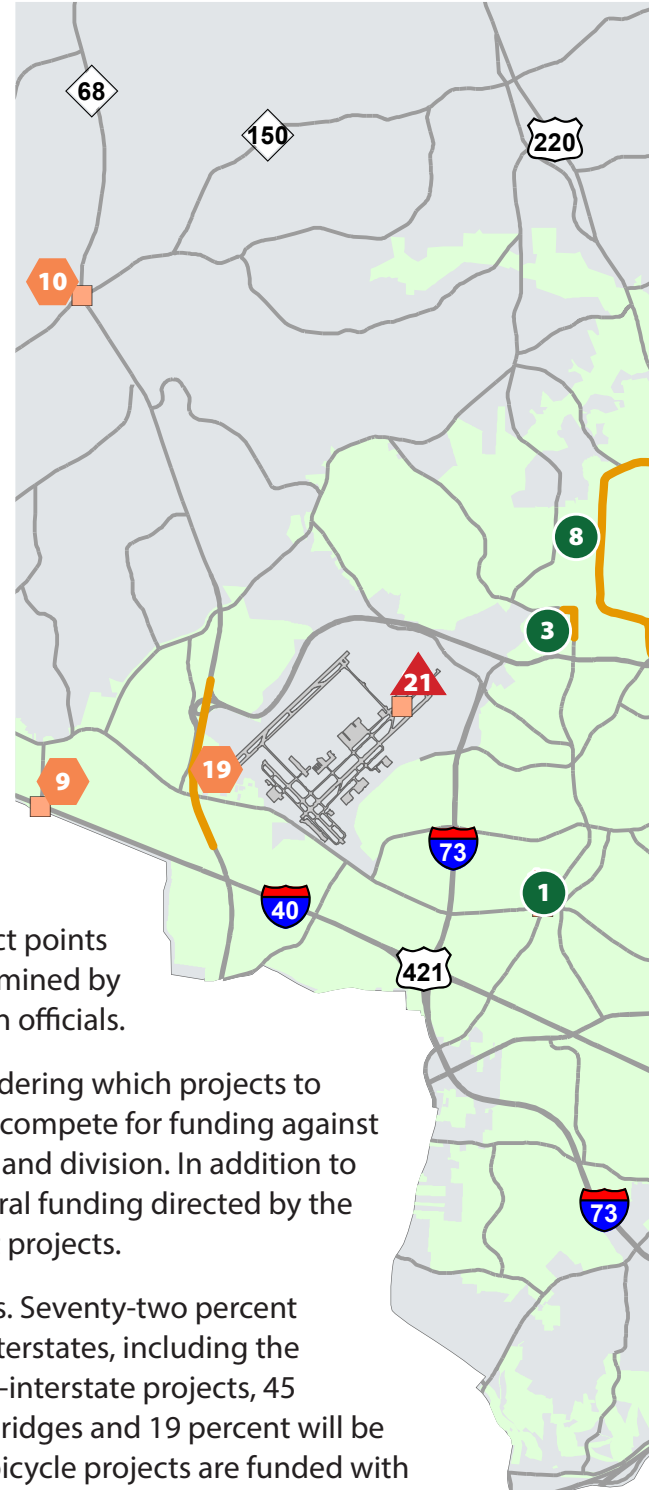 68
150
220
10
8
3
21
19
9
73
1
40
421
ct points
mined by
n officials.
dering which projects to
compete for funding against
and division. In addition to
ral funding directed by the
projects.
73
s. Seventy-two percent
terstates, including the
-interstate projects, 45
ridges and 19 percent will be
bicycle projects are funded with